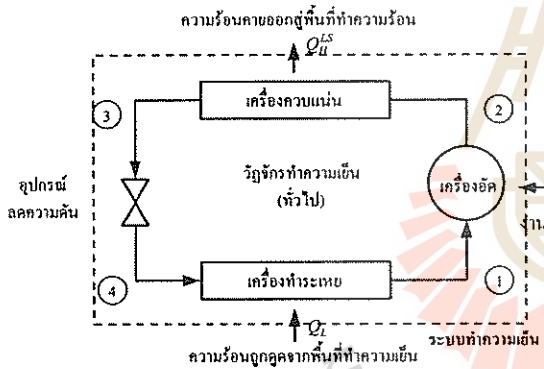 ความร้อนคายออกสู่พื้นที่ทำความร้อน
Q_H^{LS}
เครื่องควบแน่น
3
2
อุปกรณ์
ลดความดัน
วัฏจักรทำความเย็น
(ทั่วไป)
เครื่องอัด
งาน
4
เครื่องทำระเหย
1
Q_L
ระบบทำความเย็น
ความร้อนถูกดูดจากพื้นที่ทำความเย็น